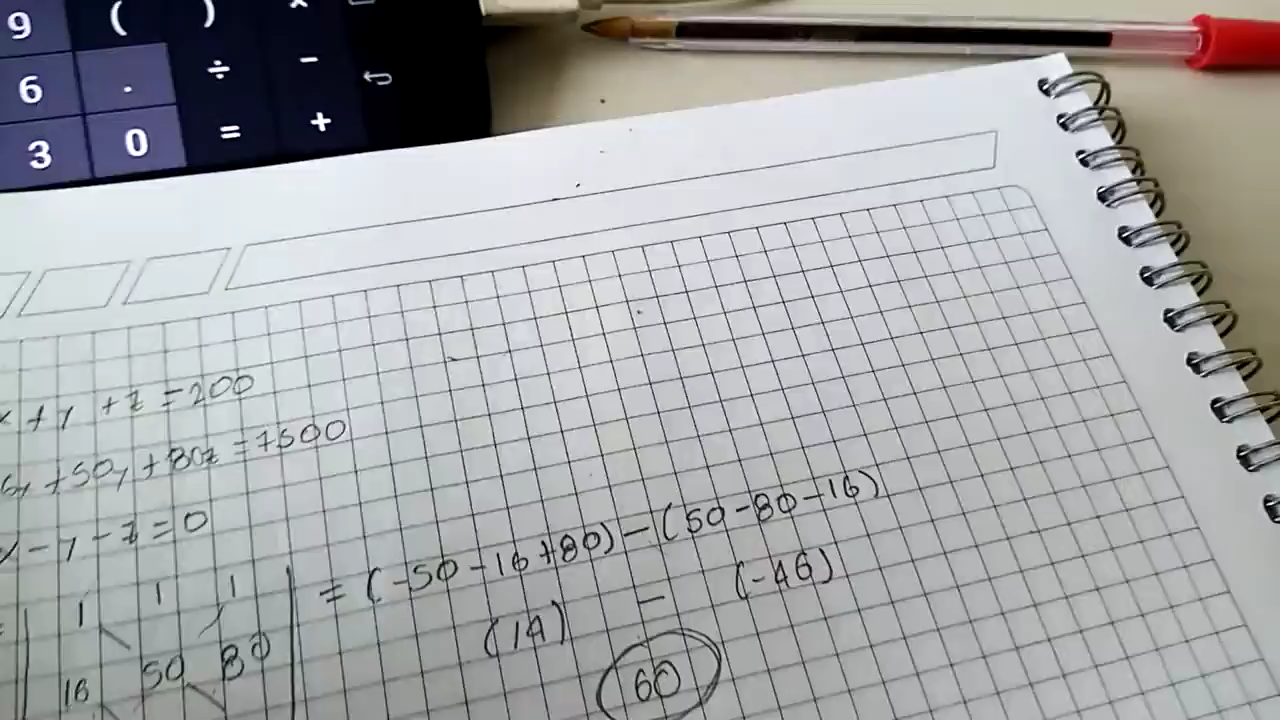 9 ( ) ×
6 . ÷ −
3 0 = +
x + y + z = 200
+ 50y + 80z = 7500
- y - z = 0
1 1 1 = (-50-16+80) - (50-80-16)
16 50 80 (14) - (-46)
60